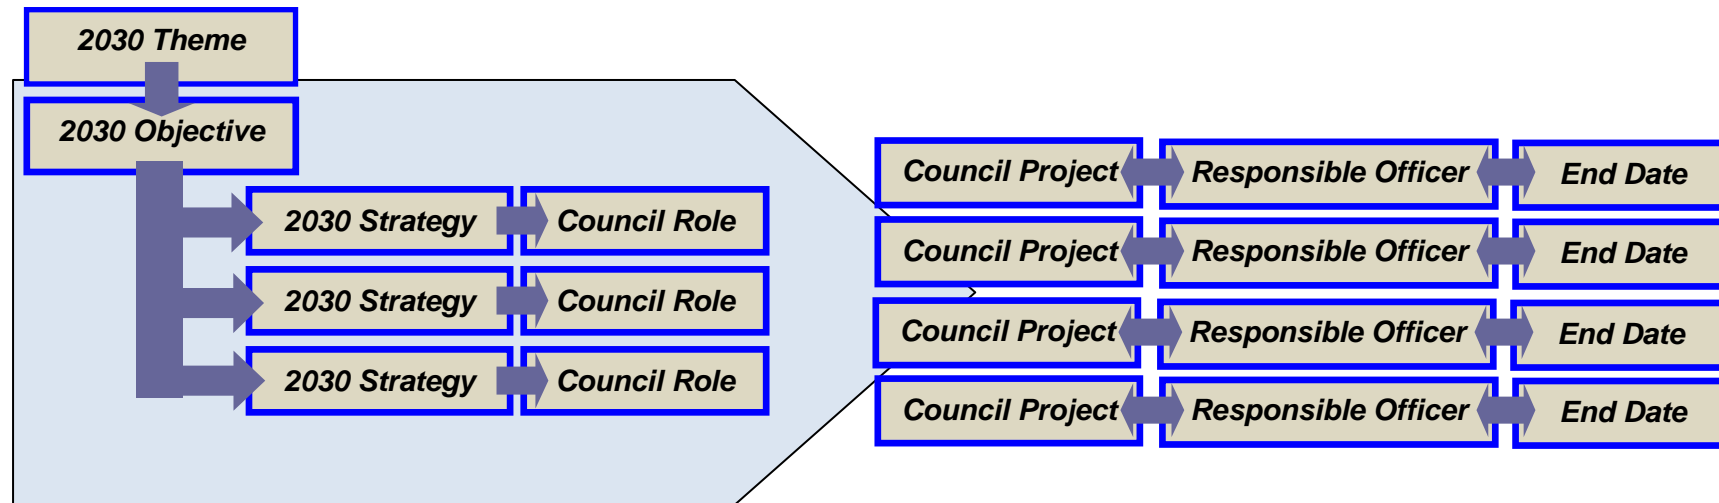 2030 Theme
2030 Objective
2030 Strategy Council Role
2030 Strategy Council Role
2030 Strategy Council Role
Council Project Responsible Officer End Date
Council Project Responsible Officer End Date
Council Project Responsible Officer End Date
Council Project Responsible Officer End Date